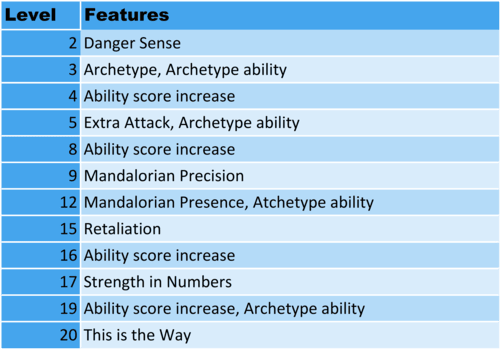 Level Features
2 Danger Sense
3 Archetype, Archetype ability
4 Ability score increase
5 Extra Attack, Archetype ability
8 Ability score increase
9 Mandalorian Precision
12 Mandalorian Presence, Atchetype ability
15 Retaliation
16 Ability score increase
17 Strength in Numbers
19 Ability score increase, Archetype ability
20 This is the Way